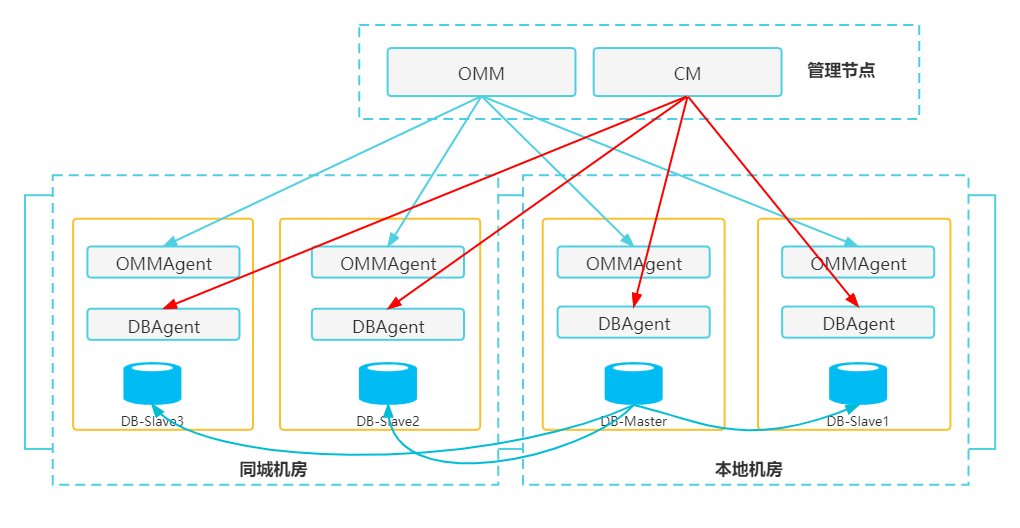 OMM
CM
管理节点
OMMAgent
OMMAgent
OMMAgent
OMMAgent
DBAgent
DBAgent
DBAgent
DBAgent
DB-Slave3
DB-Slave2
DB-Master
DB-Slave1
同城机房
本地机房